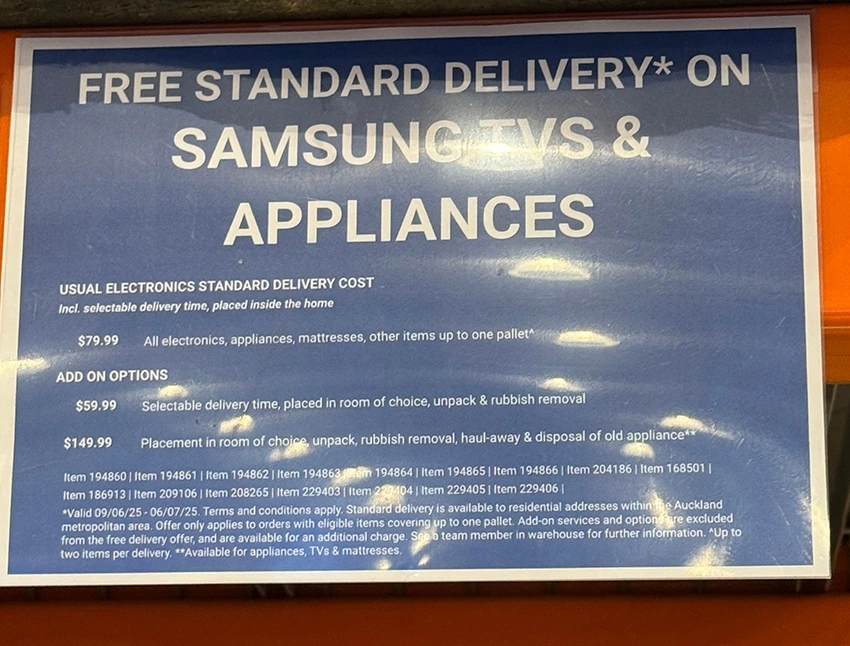 FREE STANDARD DELIVERY* ON
SAMSUNG TVS &
APPLIANCES
USUAL ELECTRONICS STANDARD DELIVERY COST
Incl. selectable delivery time, placed inside the home
$79.99 All electronics, appliances, mattresses, other items up to one pallet^
ADD ON OPTIONS
$59.99 Selectable delivery time, placed in room of choice, unpack & rubbish removal
$149.99 Placement in room of choice, unpack, rubbish removal, haul-away & disposal of old appliance**
Item 194860 | Item 194861 | Item 194862 | Item 194863 | Item 194864 | Item 194865 | Item 194866 | Item 204186 | Item 168501 |
Item 186913 | Item 209106 | Item 208265 | Item 229403 | Item 229404 | Item 229405 | Item 229406 |
*Valid 09/06/25 - 06/07/25. Terms and conditions apply. Standard delivery is available to residential addresses within the Auckland
metropolitan area. Offer only applies to orders with eligible items covering up to one pallet. Add-on services and options are excluded
from the free delivery offer, and are available for an additional charge. See a team member in warehouse for further information. ^Up to
two items per delivery. **Available for appliances, TVs & mattresses.